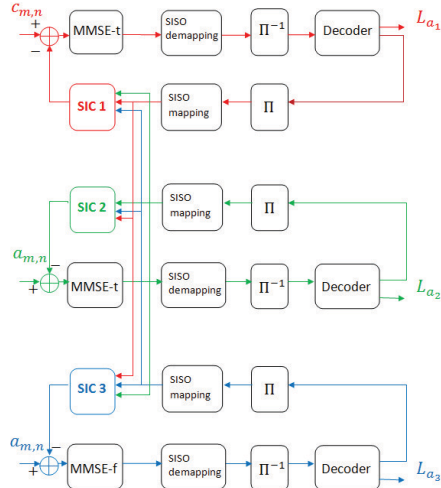 c_{m,n} + − MMSE-t SISO demapping Π^{-1} Decoder L_{a_1}
SIC 1 SISO mapping Π
SIC 2 SISO mapping Π
a_{m,n} − + MMSE-t SISO demapping Π^{-1} Decoder L_{a_2}
SIC 3 SISO mapping Π
a_{m,n} − + MMSE-f SISO demapping Π^{-1} Decoder L_{a_3}